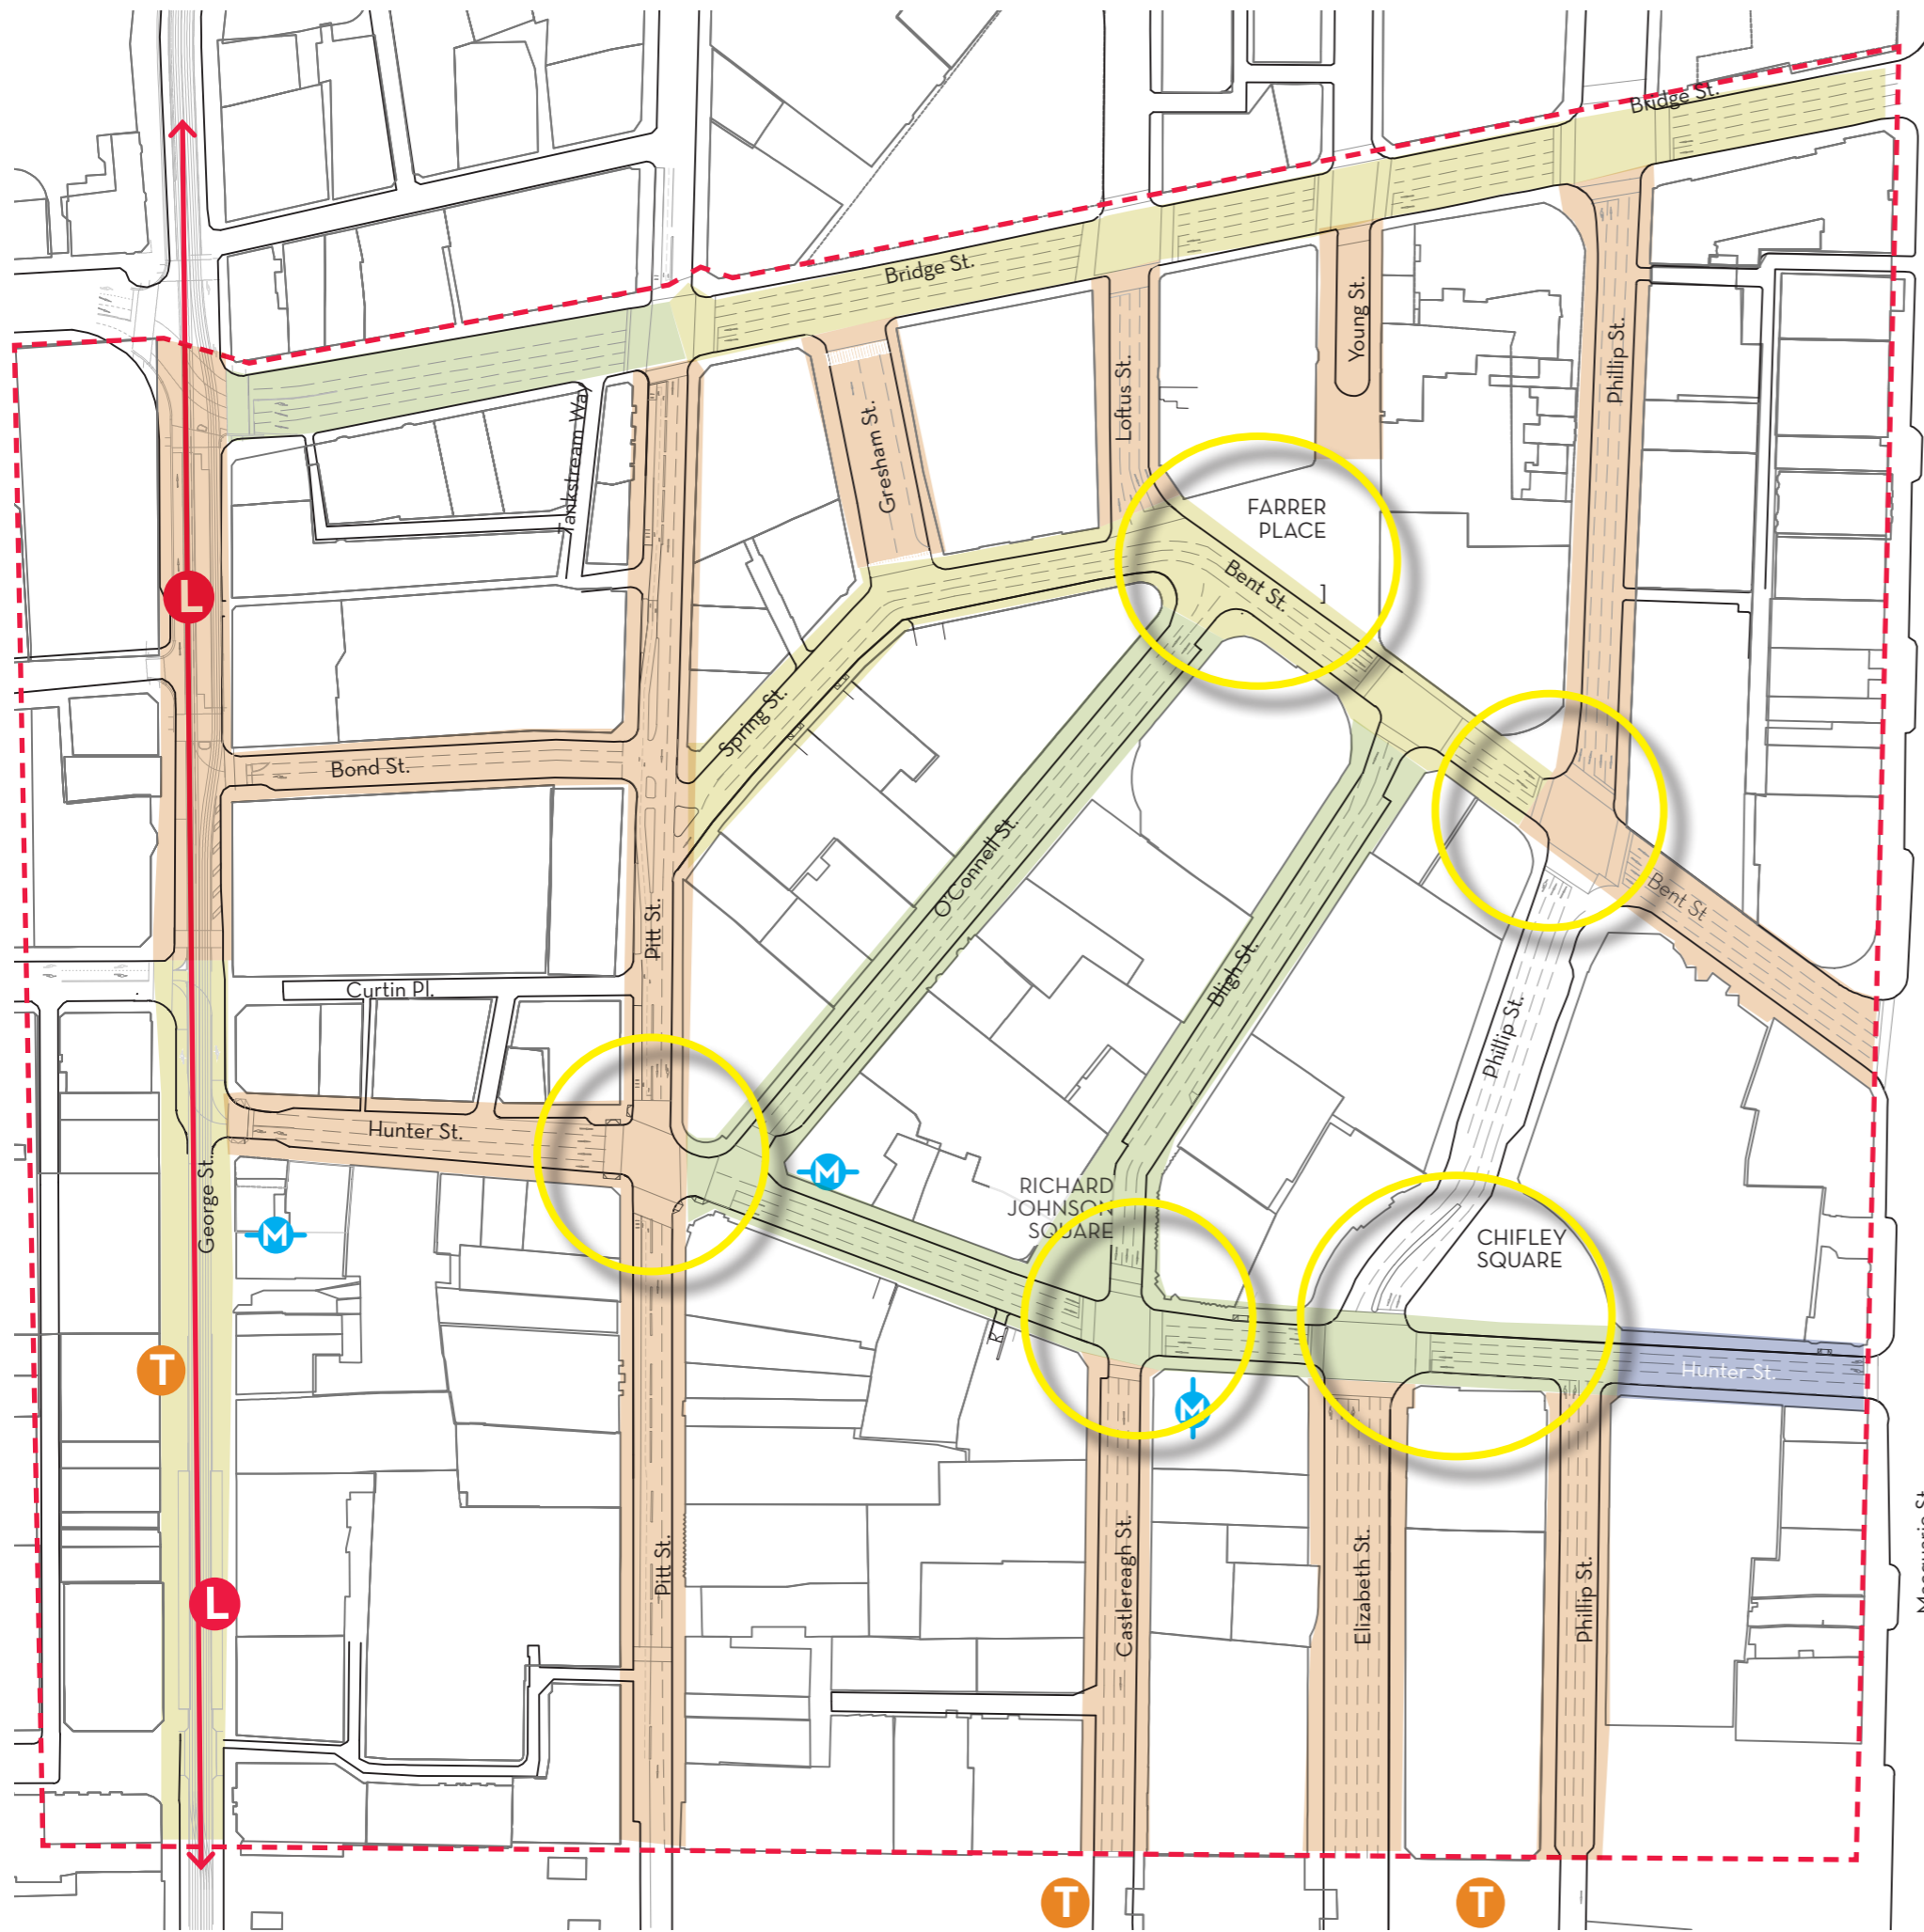 Bridge St.
Bridge St.
Young St.
Phillip St.
Loftus St.
Gresham St.
Tankstream Way
L
FARRER
PLACE
Bent St.
Spring St.
Bond St.
O'Connell St.
Bent St
Pitt St.
Bligh St.
Curtin Pl.
Phillip St.
Hunter St.
George St.
M
M
RICHARD
JOHNSON
SQUARE
CHIFLEY
SQUARE
T
Hunter St.
M
L
Pitt St.
Castlereagh St.
Elizabeth St.
Phillip St.
T
T